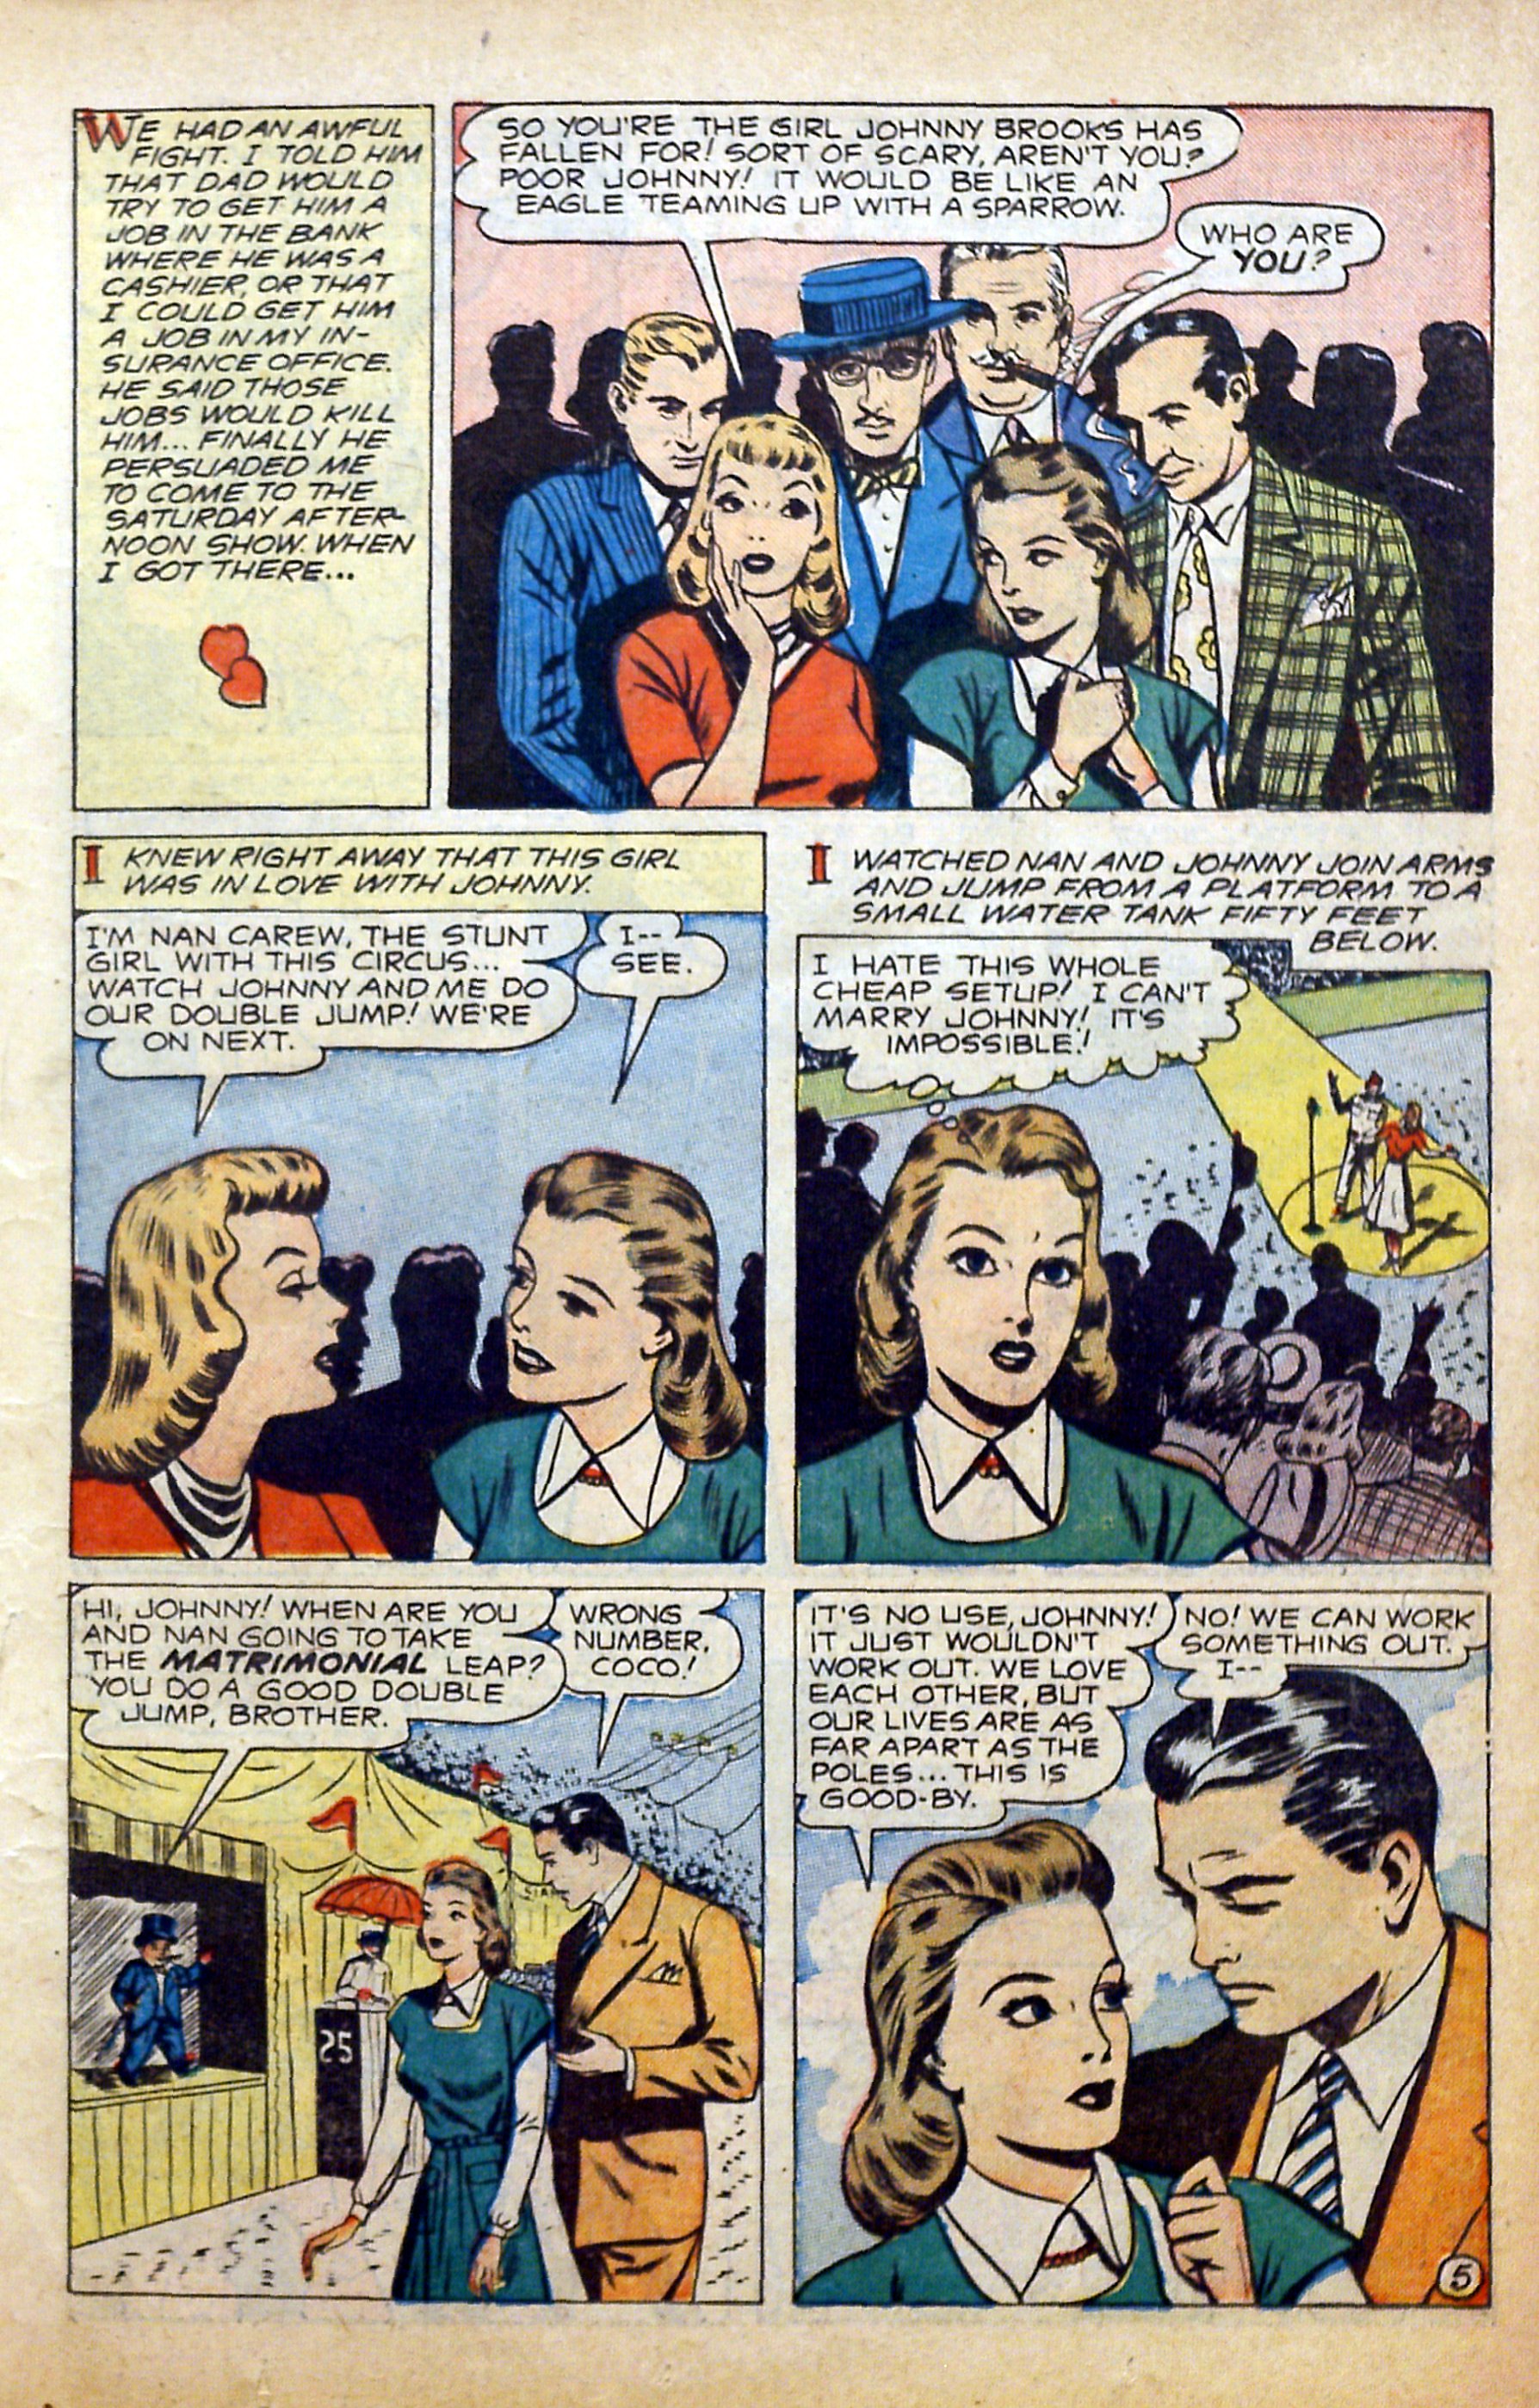 WE HAD AN AWFUL
FIGHT. I TOLD HIM
THAT DAD WOULD
TRY TO GET HIM A
JOB IN THE BANK
WHERE HE WAS A
CASHIER, OR THAT
I COULD GET HIM
A JOB IN MY IN-
SURANCE OFFICE.
HE SAID THOSE
JOBS WOULD KILL
HIM... FINALLY HE
PERSUADED ME
TO COME TO THE
SATURDAY AFTER-
NOON SHOW. WHEN
I GOT THERE...
SO YOU'RE THE GIRL JOHNNY BROOKS HAS
FALLEN FOR! SORT OF SCARY, AREN'T YOU?
POOR JOHNNY! IT WOULD BE LIKE AN
EAGLE TEAMING UP WITH A SPARROW.
WHO ARE
YOU?
I KNEW RIGHT AWAY THAT THIS GIRL
WAS IN LOVE WITH JOHNNY.
I'M NAN CAREW, THE STUNT
GIRL WITH THIS CIRCUS...
WATCH JOHNNY AND ME DO
OUR DOUBLE JUMP! WE'RE
ON NEXT.
I--
SEE.
I WATCHED NAN AND JOHNNY JOIN ARMS
AND JUMP FROM A PLATFORM TO A
SMALL WATER TANK FIFTY FEET
BELOW.
I HATE THIS WHOLE
CHEAP SETUP! I CAN'T
MARRY JOHNNY! IT'S
IMPOSSIBLE!
HI, JOHNNY! WHEN ARE YOU
AND NAN GOING TO TAKE
THE MATRIMONIAL LEAP?
YOU DO A GOOD DOUBLE
JUMP, BROTHER.
WRONG
NUMBER,
COCO!
25
IT'S NO USE, JOHNNY!
IT JUST WOULDN'T
WORK OUT. WE LOVE
EACH OTHER, BUT
OUR LIVES ARE AS
FAR APART AS THE
POLES... THIS IS
GOOD-BY.
NO! WE CAN WORK
SOMETHING OUT.
I--
5